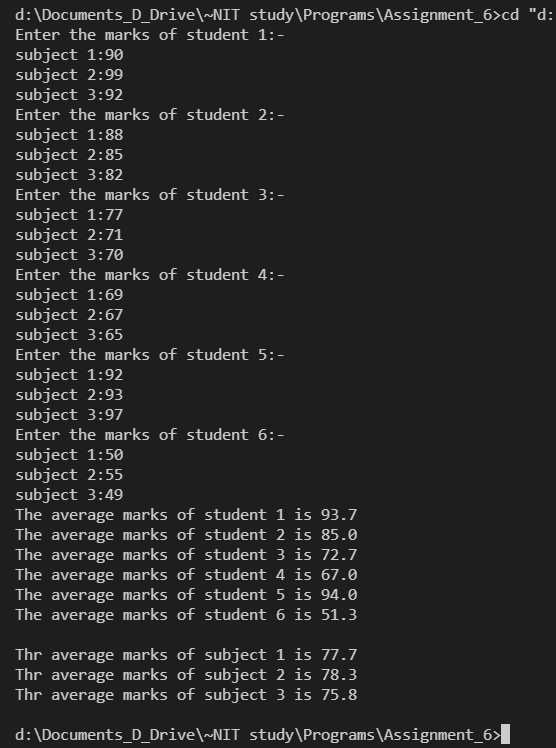 d:\Documents_D_Drive\~NIT study\Programs\Assignment_6>cd "d:
Enter the marks of student 1:-
subject 1:90
subject 2:99
subject 3:92
Enter the marks of student 2:-
subject 1:88
subject 2:85
subject 3:82
Enter the marks of student 3:-
subject 1:77
subject 2:71
subject 3:70
Enter the marks of student 4:-
subject 1:69
subject 2:67
subject 3:65
Enter the marks of student 5:-
subject 1:92
subject 2:93
subject 3:97
Enter the marks of student 6:-
subject 1:50
subject 2:55
subject 3:49
The average marks of student 1 is 93.7
The average marks of student 2 is 85.0
The average marks of student 3 is 72.7
The average marks of student 4 is 67.0
The average marks of student 5 is 94.0
The average marks of student 6 is 51.3
Thr average marks of subject 1 is 77.7
Thr average marks of subject 2 is 78.3
Thr average marks of subject 3 is 75.8
d:\Documents_D_Drive\~NIT study\Programs\Assignment_6>